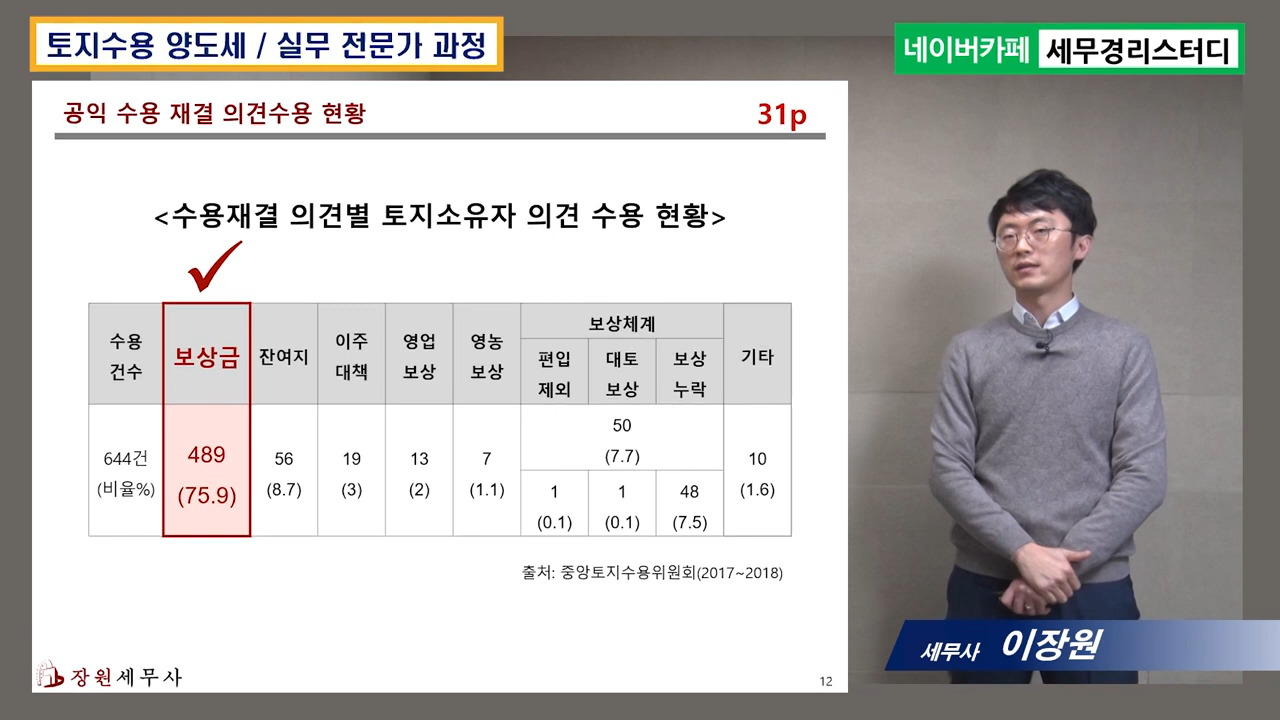 토지수용 양도세 / 실무 전문가 과정
네이버카페 세무경리스터디
공익 수용 재결 의견수용 현황
31p
<수용재결 의견별 토지소유자 의견 수용 현황>
수용
건수
보상금
잔여지
이주
대책
영업
보상
영농
보상
보상체계
편입
제외
대토
보상
보상
누락
기타
644건
(비율%)
489
(75.9)
56
(8.7)
19
(3)
13
(2)
7
(1.1)
50
(7.7)
1
(0.1)
1
(0.1)
48
(7.5)
10
(1.6)
출처: 중앙토지수용위원회(2017~2018)
세무사 이장원
장원세무사
12